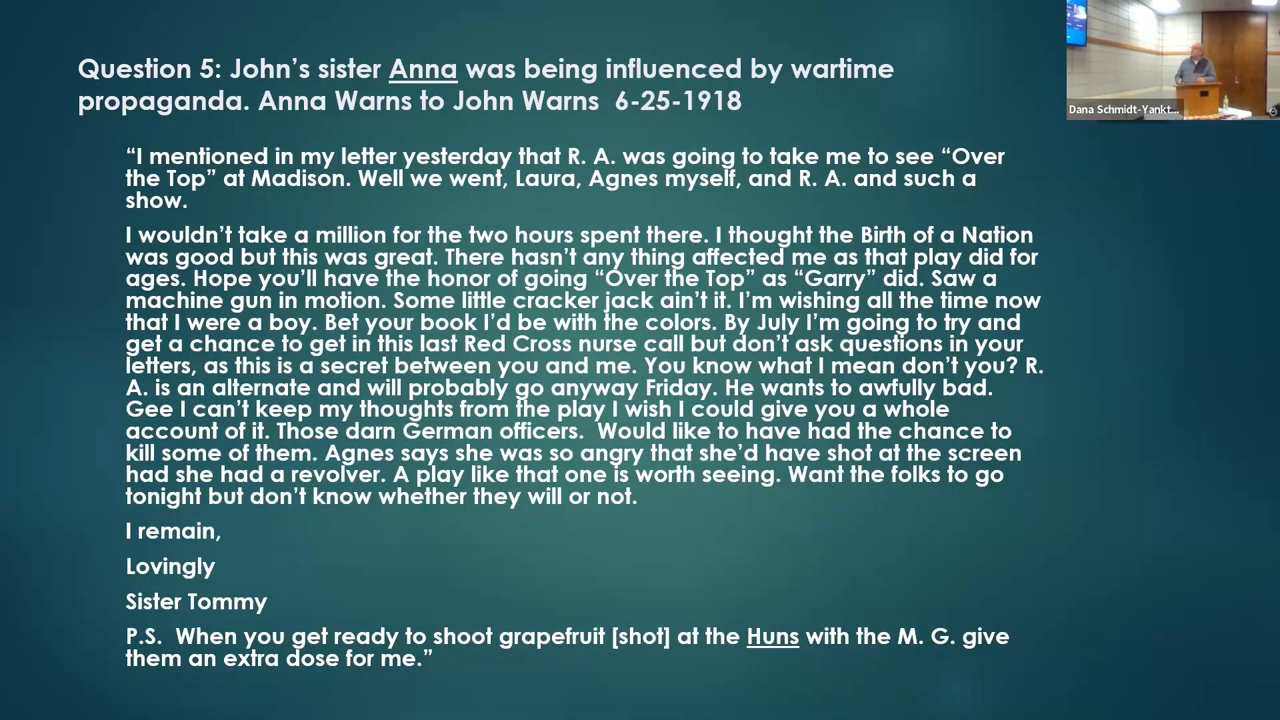 Question 5: John's sister Anna was being influenced by wartime
propaganda. Anna Warns to John Warns  6-25-1918
Dana Schmidt-Yankt...
"I mentioned in my letter yesterday that R. A. was going to take me to see "Over
the Top" at Madison. Well we went, Laura, Agnes myself, and R. A. and such a
show.
I wouldn't take a million for the two hours spent there. I thought the Birth of a Nation
was good but this was great. There hasn't any thing affected me as that play did for
ages. Hope you'll have the honor of going "Over the Top" as "Garry" did. Saw a
machine gun in motion. Some little cracker jack ain't it. I'm wishing all the time now
that I were a boy. Bet your book I'd be with the colors. By July I'm going to try and
get a chance to get in this last Red Cross nurse call but don't ask questions in your
letters, as this is a secret between you and me. You know what I mean don't you? R.
A. is an alternate and will probably go anyway Friday. He wants to awfully bad.
Gee I can't keep my thoughts from the play I wish I could give you a whole
account of it. Those darn German officers.  Would like to have had the chance to
kill some of them. Agnes says she was so angry that she'd have shot at the screen
had she had a revolver. A play like that one is worth seeing. Want the folks to go
tonight but don't know whether they will or not.
I remain,
Lovingly
Sister Tommy
P.S.  When you get ready to shoot grapefruit [shot] at the Huns with the M. G. give
them an extra dose for me."